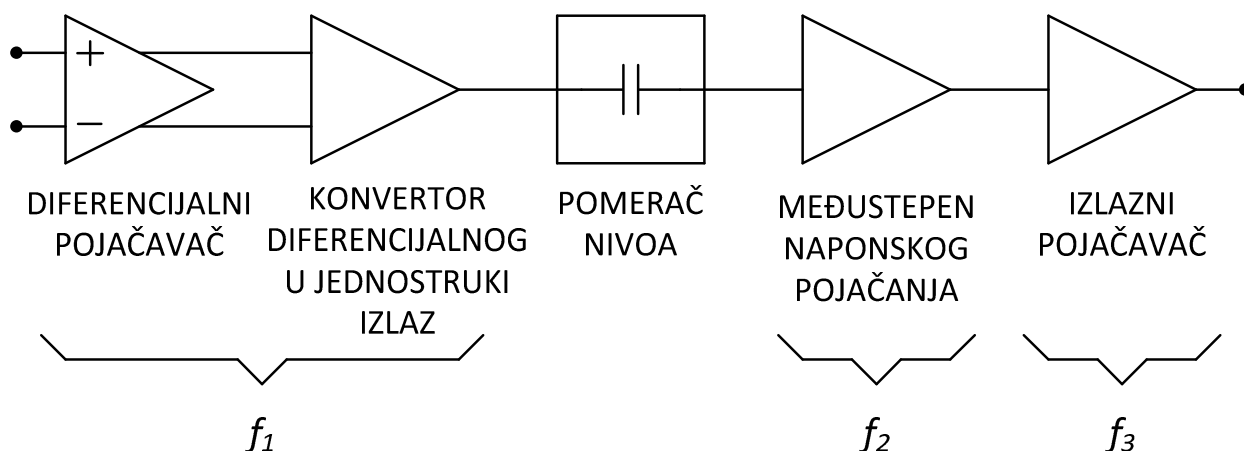 +
−
DIFERENCIJALNI
POJAČAVAČ
KONVERTOR
DIFERENCIJALNOG
U JEDNOSTRUKI
IZLAZ
POMERAČ
NIVOA
MEĐUSTEPEN
NAPONSKOG
POJAČANJA
IZLAZNI
POJAČAVAČ
f₁
f₂
f₃